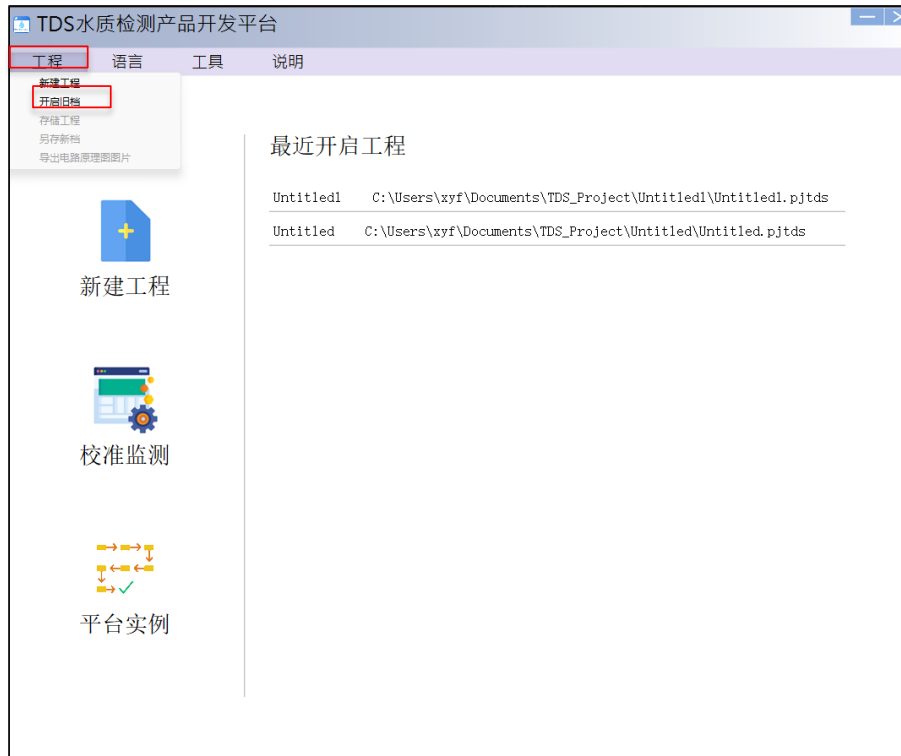 TDS水质检测产品开发平台
工程 语言 工具 说明
新建工程
开启旧档
存储工程
另存新档
导出电路原理图图片
最近开启工程
Untitled1 C:\Users\xyf\Documents\TDS_Project\Untitled1\Untitled1.pjtds
Untitled C:\Users\xyf\Documents\TDS_Project\Untitled\Untitled.pjtds
新建工程
校准监测
平台实例